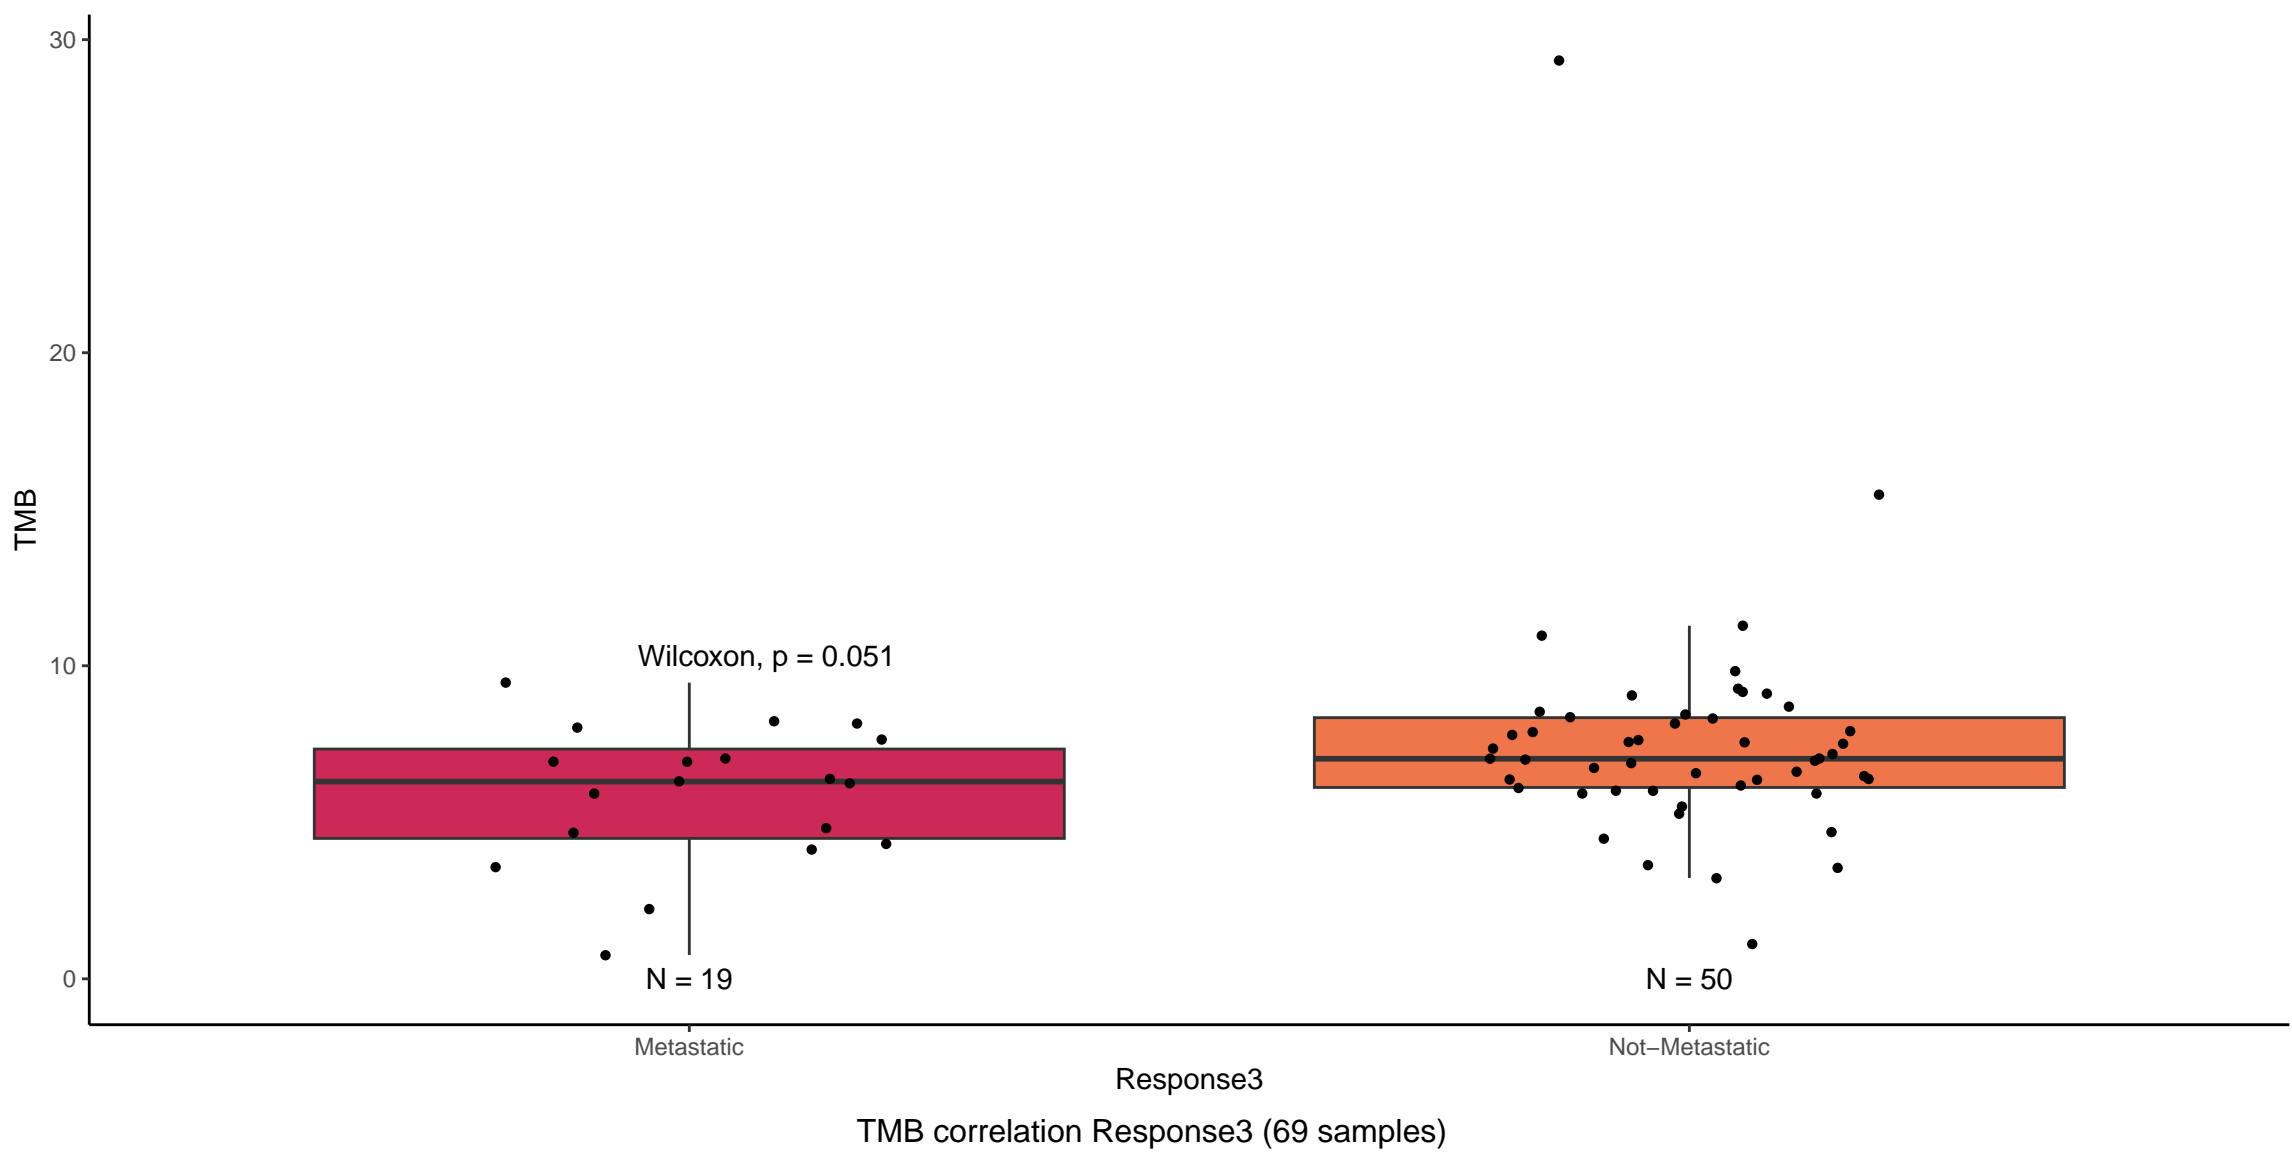 30
20
10
0
TMB
Wilcoxon, p = 0.051
N = 19
N = 50
Metastatic
Not−Metastatic
Response3
TMB correlation Response3 (69 samples)